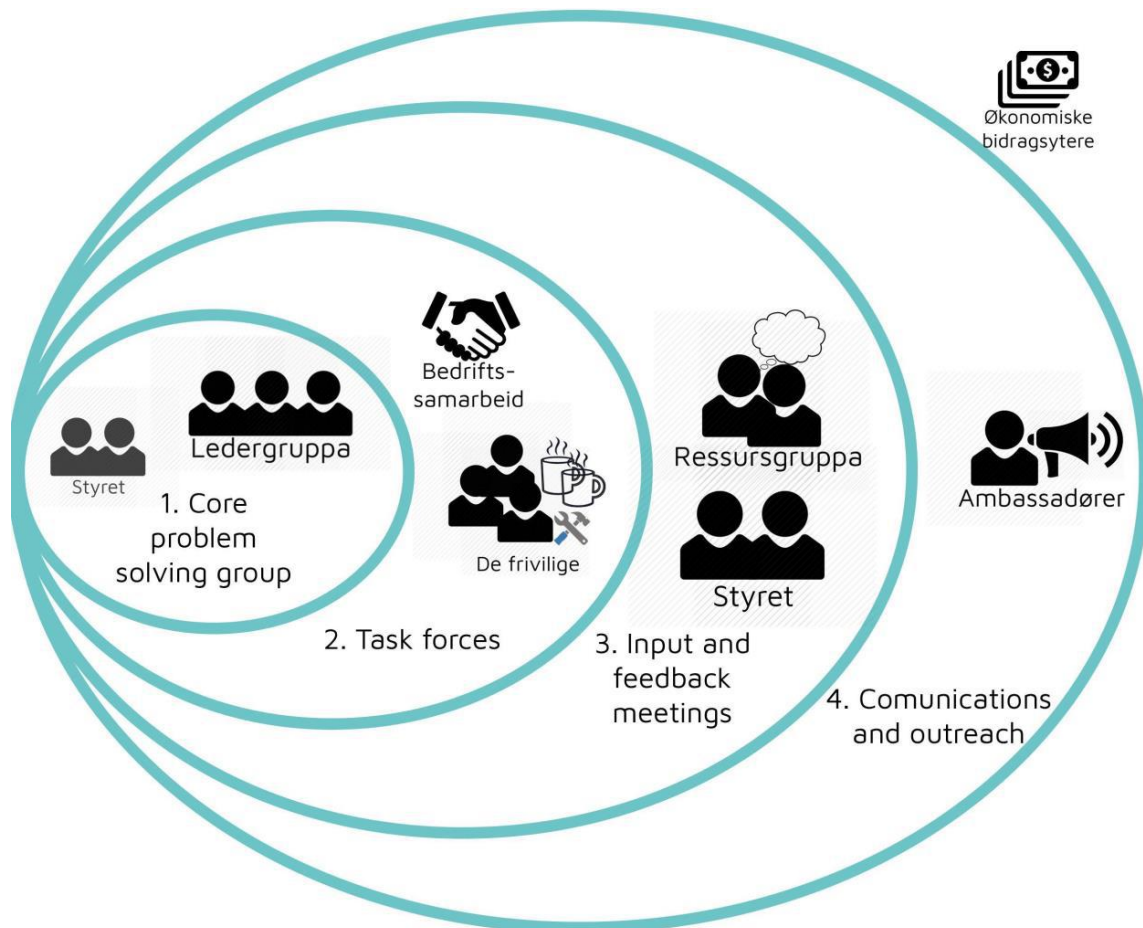 Økonomiske
bidragsytere
Bedrifts-
samarbeid
Ledergruppa
Styret
1. Core
problem
solving group
De frivilige
2. Task forces
Ressursgruppa
Styret
3. Input and
feedback
meetings
Ambassadører
4. Comunications
and outreach